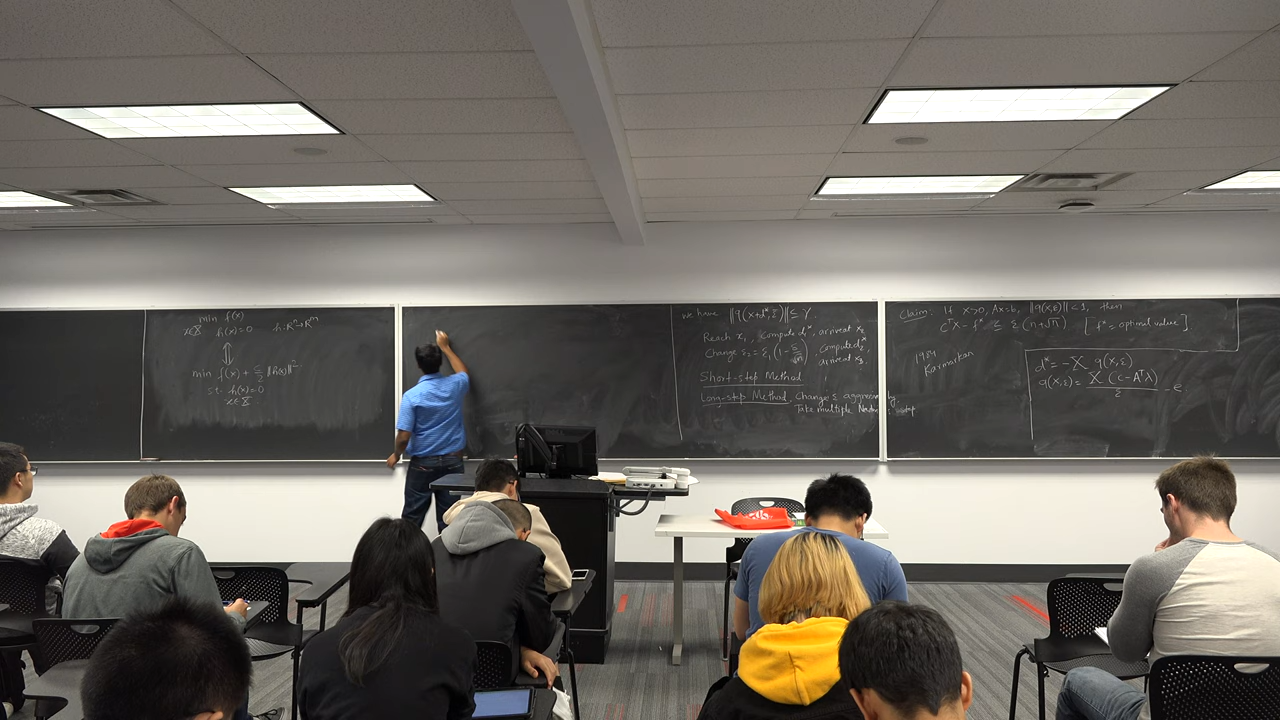 min f(x)
x∈X h(x)=0 h:Rⁿ→Rᵐ
⇕
min f(x) + c/2 ‖h(x)‖²
s.t. h(x)=0
x∈X
we have ‖q(x+d*,ε)‖ ≤ γ.
Reach x₁, compute d₁*, arrive at x₂
Change ε₂ = ε₁(1-δ/√n), compute d₂*
arrive x₃.
Short-step Method
Long-step Method. Change ε aggressively.
Take multiple step
Claim: If x>0, Ax=b, ‖q(x,ε)‖<1, then
cᵀx - f* ≤ ε(n+√n) [f* = optimal value].
1984
Karmarkar
d* = -X q(x,ε)
q(x,ε) = X(c-Aᵀλ)/ε - e